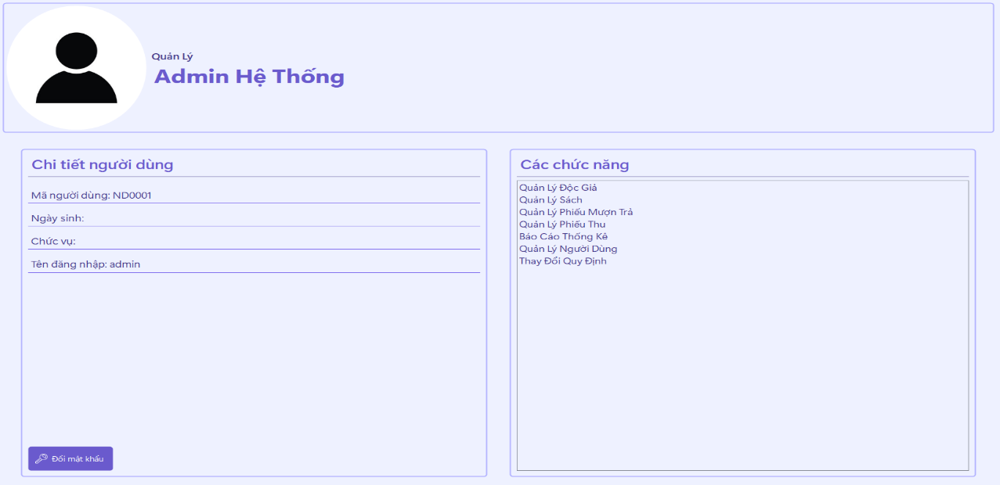 Quản Lý
Admin Hệ Thống
Chi tiết người dùng
Mã người dùng: ND0001
Ngày sinh:
Chức vụ:
Tên đăng nhập: admin
Đổi mật khẩu
Các chức năng
Quản Lý Độc Giả
Quản Lý Sách
Quản Lý Phiếu Mượn Trả
Quản Lý Phiếu Thu
Báo Cáo Thống Kê
Quản Lý Người Dùng
Thay Đổi Quy Định